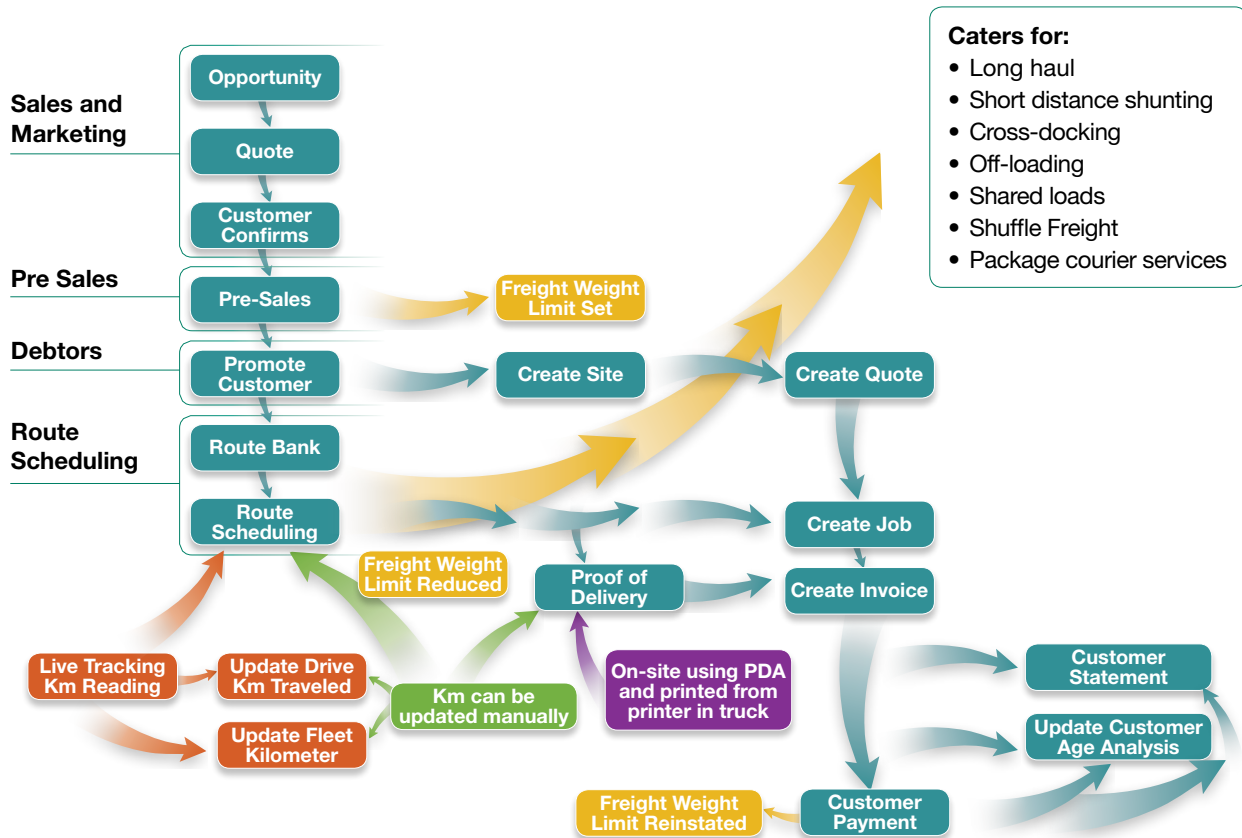 Sales and
Marketing
Opportunity
Quote
Customer
Confirms
Pre Sales
Pre-Sales
Freight Weight
Limit Set
Debtors
Promote
Customer
Create Site
Create Quote
Route
Scheduling
Route Bank
Route
Scheduling
Create Job
Freight Weight
Limit Reduced
Proof of
Delivery
Create Invoice
Live Tracking
Km Reading
Update Drive
Km Traveled
Km can be
updated manually
On-site using PDA
and printed from
printer in truck
Customer
Statement
Update Fleet
Kilometer
Update Customer
Age Analysis
Freight Weight
Limit Reinstated
Customer
Payment
Caters for:
• Long haul
• Short distance shunting
• Cross-docking
• Off-loading
• Shared loads
• Shuffle Freight
• Package courier services